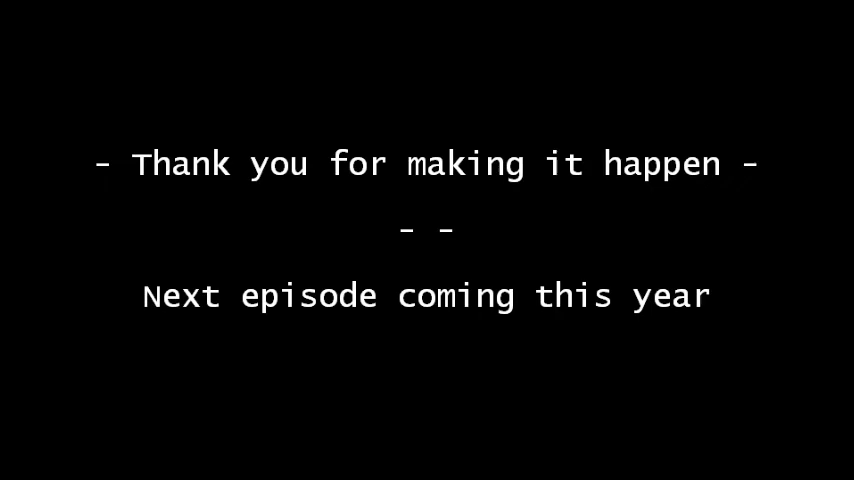 - Thank you for making it happen -
- -
Next episode coming this year